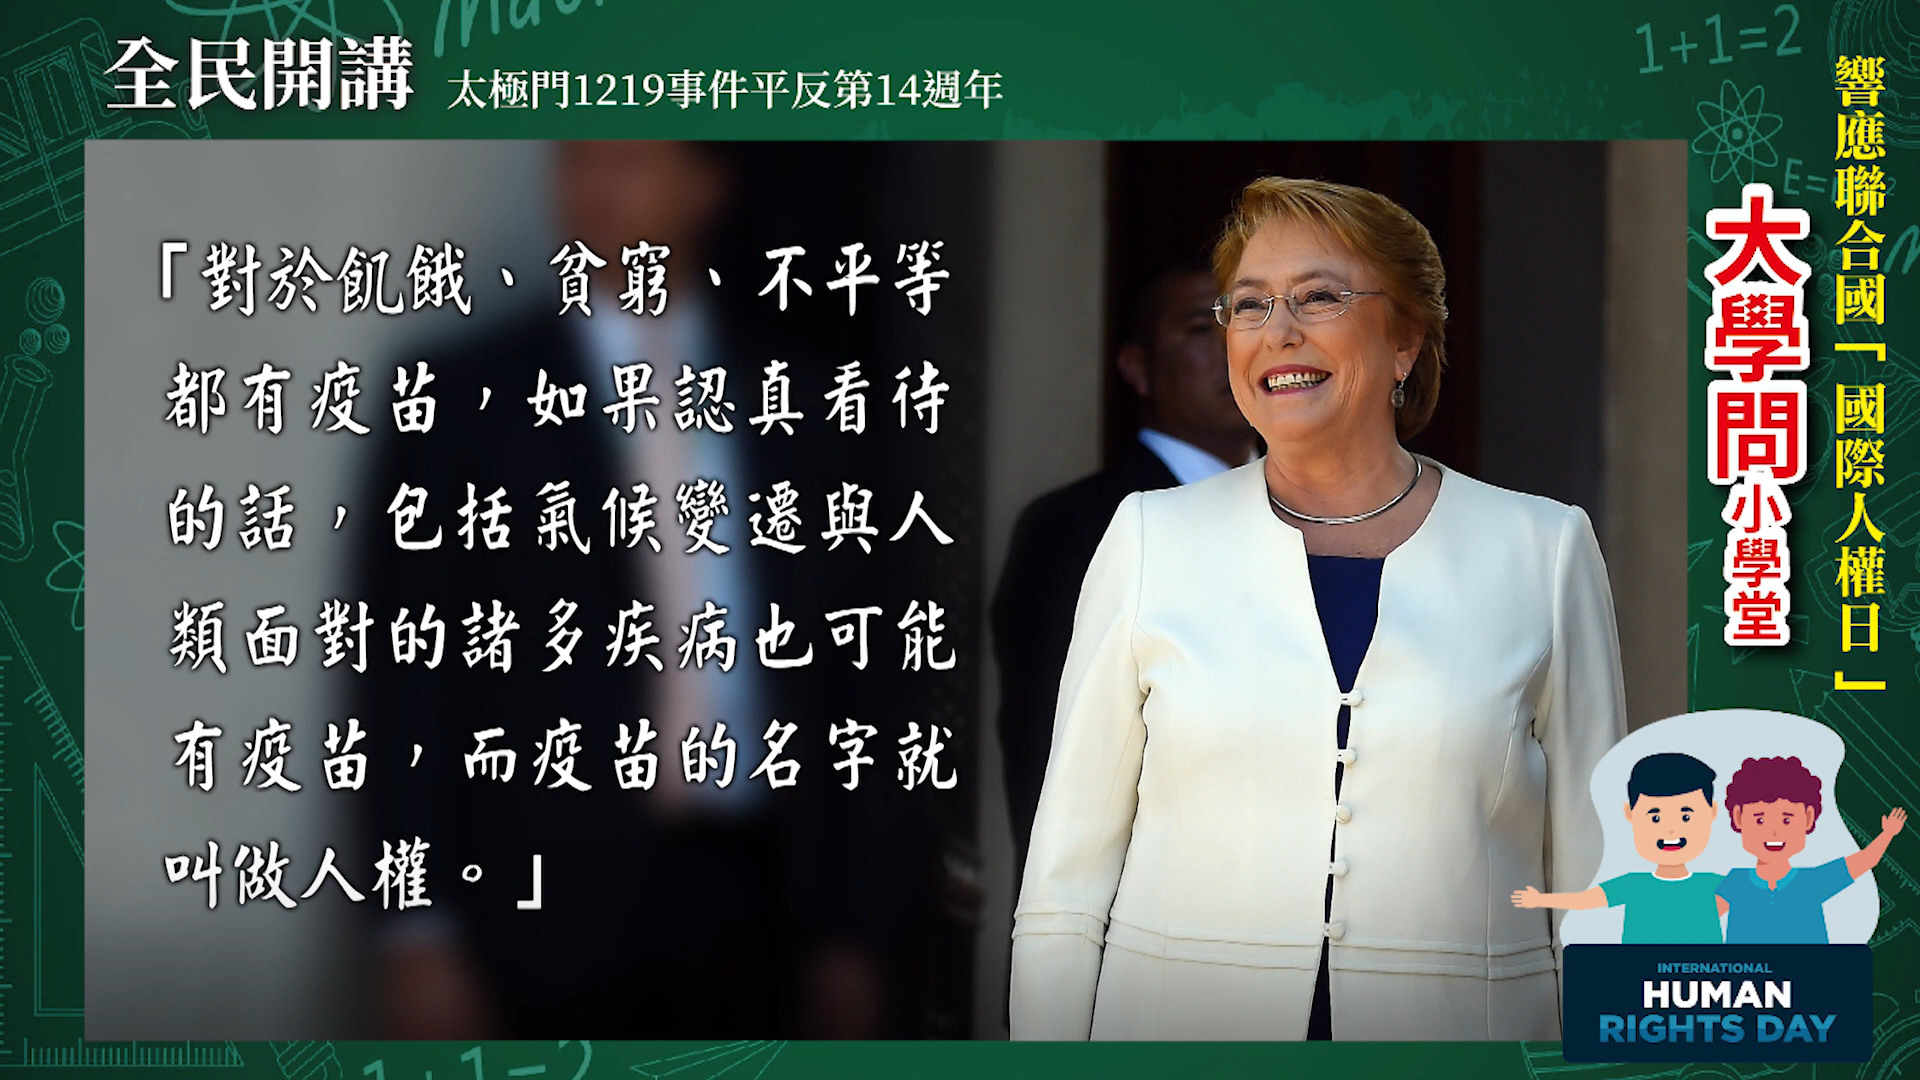 全民開講
太極門1219事件平反第14週年
「對於飢餓、貧窮、不平等
都有疫苗，如果認真看待
的話，包括氣候變遷與人
類面對的諸多疾病也可能
有疫苗，而疫苗的名字就
叫做人權。」
響應聯合國「國際人權日」
大學問小學堂
1+1=2
E=
INTERNATIONAL
HUMAN
RIGHTS DAY